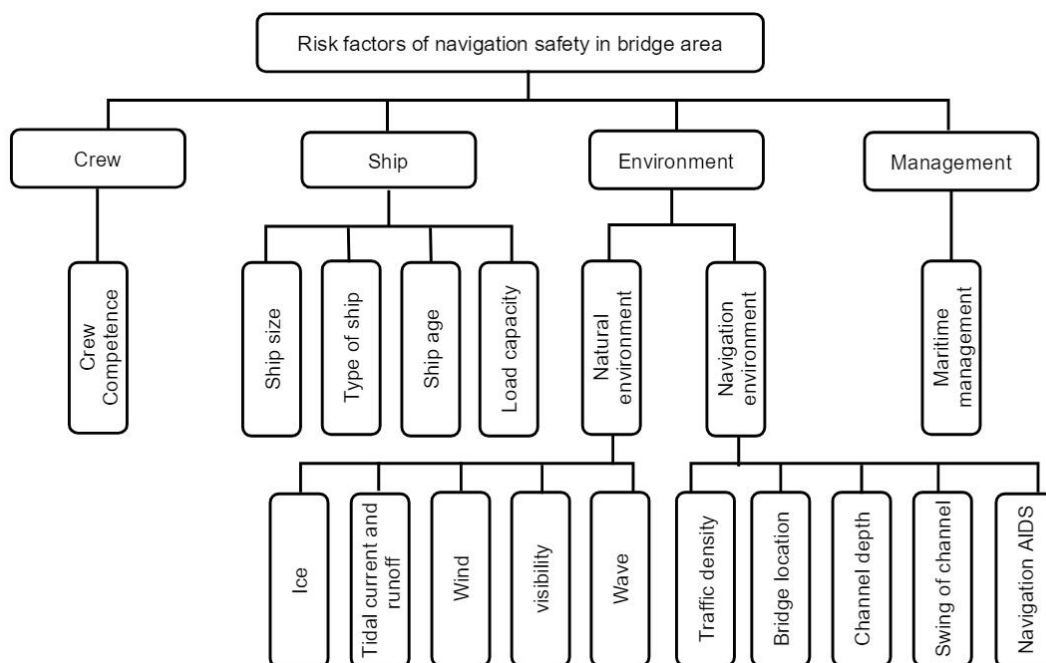 Risk factors of navigation safety in bridge area
Crew
Ship
Environment
Management
Crew
Competence
Ship size
Type of ship
Ship age
Load capacity
Natural
environment
Navigation
environment
Maritime
management
Ice
Tidal current and
runoff
Wind
visibility
Wave
Traffic density
Bridge location
Channel depth
Swing of channel
Navigation AIDS